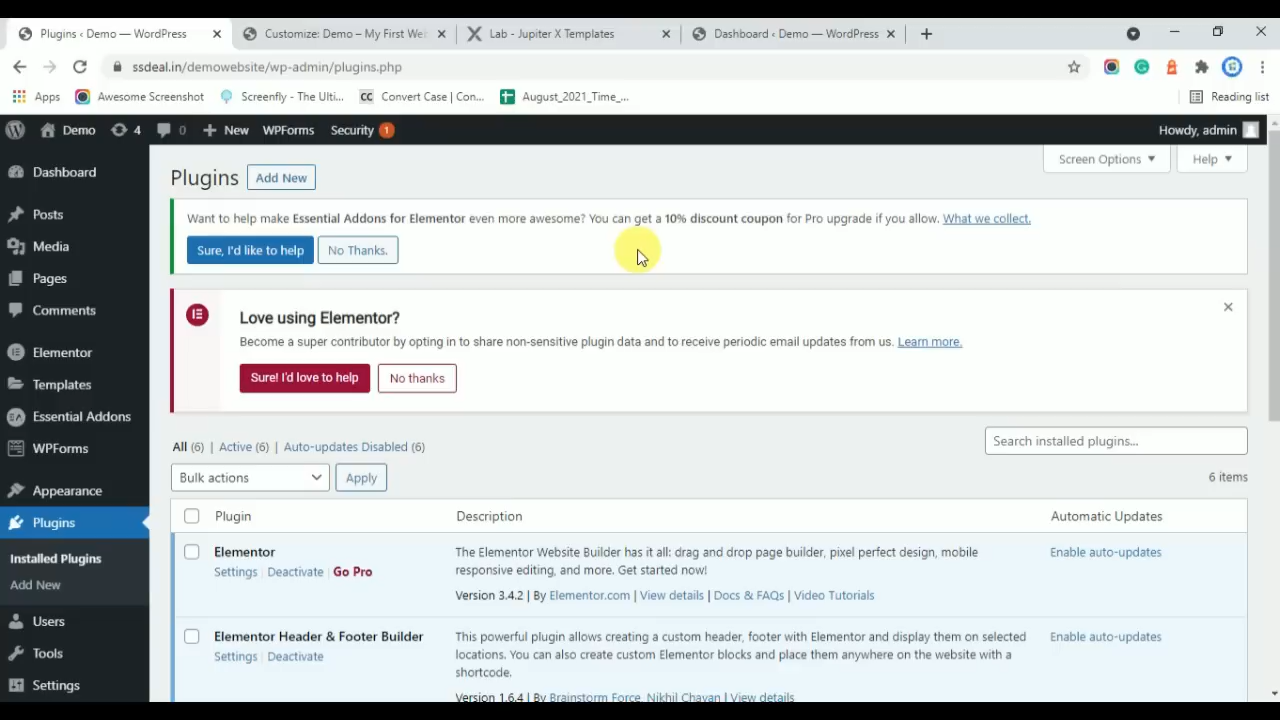 Plugins ‹ Demo — WordPress
Customize: Demo – My First We
Lab - Jupiter X Templates
Dashboard ‹ Demo — WordPress
ssdeal.in/demowebsite/wp-admin/plugins.php
Apps
Awesome Screenshot
Screenfly - The Ulti...
CC
Convert Case | Con...
August_2021_Time_...
Reading list
Demo
4
0
New
WPForms
Security 1
Howdy, admin
Screen Options
Help
Dashboard
Posts
Media
Pages
Comments
Elementor
Templates
Essential Addons
WPForms
Appearance
Plugins
Installed Plugins
Add New
Users
Tools
Settings
Plugins
Add New
Want to help make Essential Addons for Elementor even more awesome? You can get a 10% discount coupon for Pro upgrade if you allow. What we collect.
Sure, I'd like to help
No Thanks.
Love using Elementor?
Become a super contributor by opting in to share non-sensitive plugin data and to receive periodic email updates from us. Learn more.
Sure! I'd love to help
No thanks
All (6) | Active (6) | Auto-updates Disabled (6)
Search installed plugins...
Bulk actions
Apply
6 items
Plugin
Description
Automatic Updates
Elementor
Settings | Deactivate | Go Pro
The Elementor Website Builder has it all: drag and drop page builder, pixel perfect design, mobile
responsive editing, and more. Get started now!
Version 3.4.2 | By Elementor.com | View details | Docs & FAQs | Video Tutorials
Enable auto-updates
Elementor Header & Footer Builder
Settings | Deactivate
This powerful plugin allows creating a custom header, footer with Elementor and display them on selected
locations. You can also create custom Elementor blocks and place them anywhere on the website with a
shortcode.
Version 1.6.4 | By Brainstorm Force, Nikhil Chavan | View details
Enable auto-updates